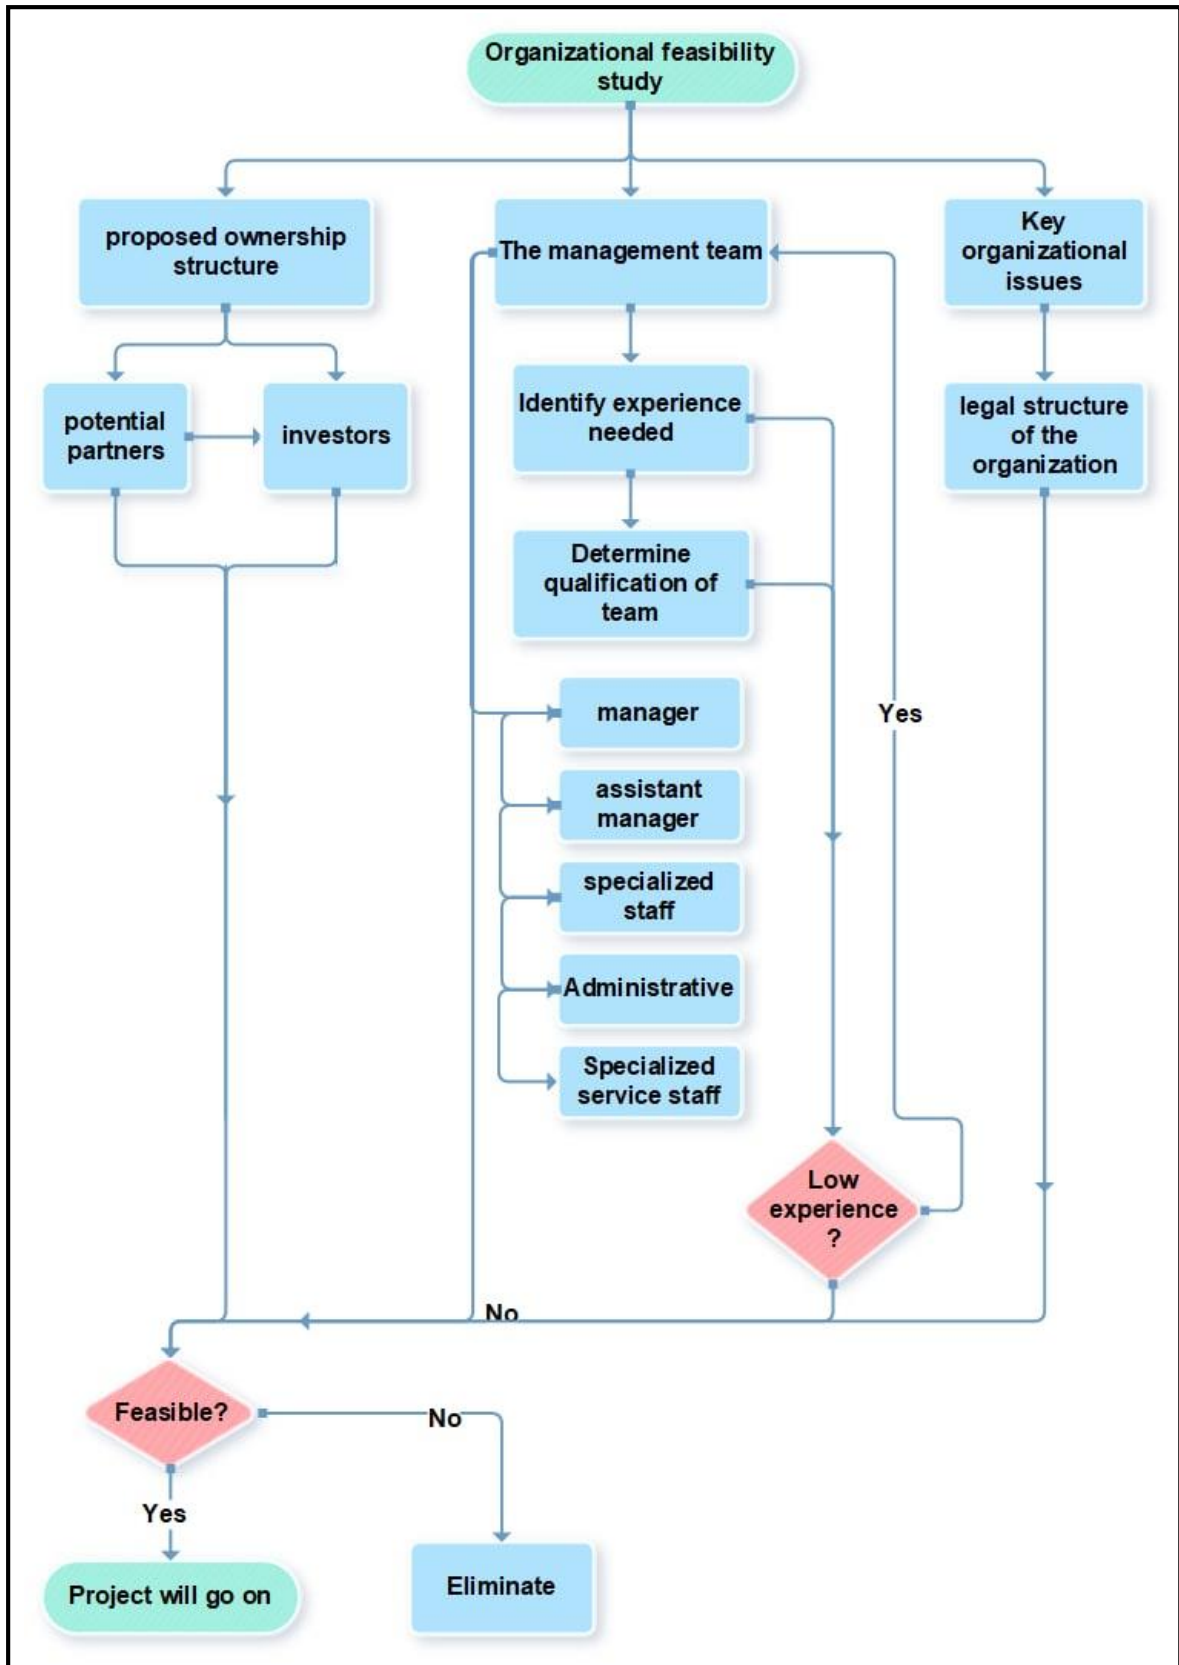 Organizational feasibility
study
proposed ownership
structure
The management team
Key
organizational
issues
potential
partners
investors
Identify experience
needed
legal structure
of the
organization
Determine
qualification of
team
manager
Yes
assistant
manager
specialized
staff
Administrative
Specialized
service staff
Low
experience
?
No
Feasible?
No
Yes
Project will go on
Eliminate